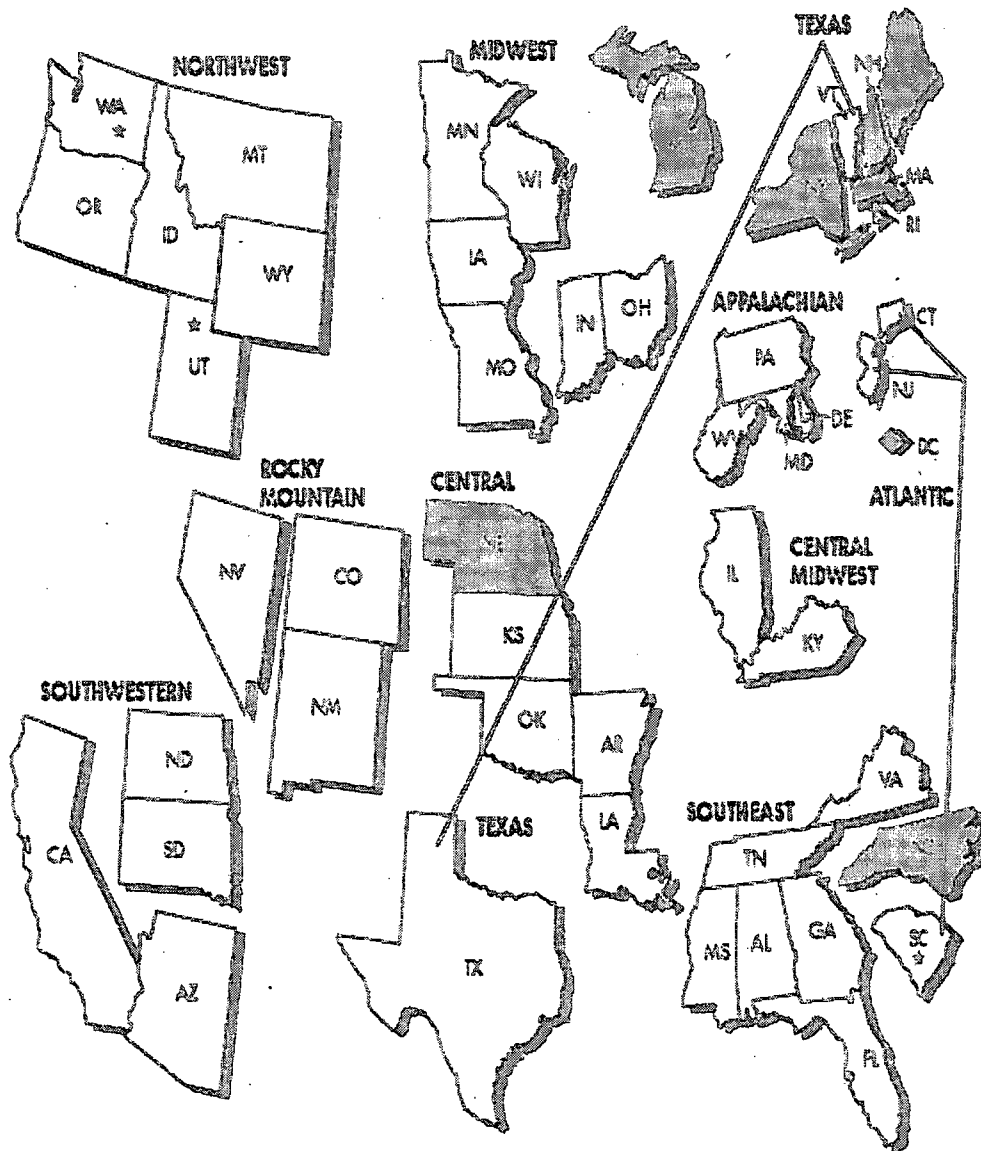 TEXAS
NORTHWEST
MIDWEST
NH
VT
WA
MT
MN
WI
MA
OR
ID
RI
WY
IA
APPALACHIAN
IN
OH
CT
UT
PA
MO
NJ
WV
DE
MD
DC
ROCKY
MOUNTAIN
CENTRAL
ATLANTIC
NV
CO
IL
CENTRAL
MIDWEST
KS
KY
SOUTHWESTERN
NM
OK
ND
AR
VA
TEXAS
LA
SOUTHEAST
CA
SD
TN
MS
AL
GA
SC
AZ
TX
FL